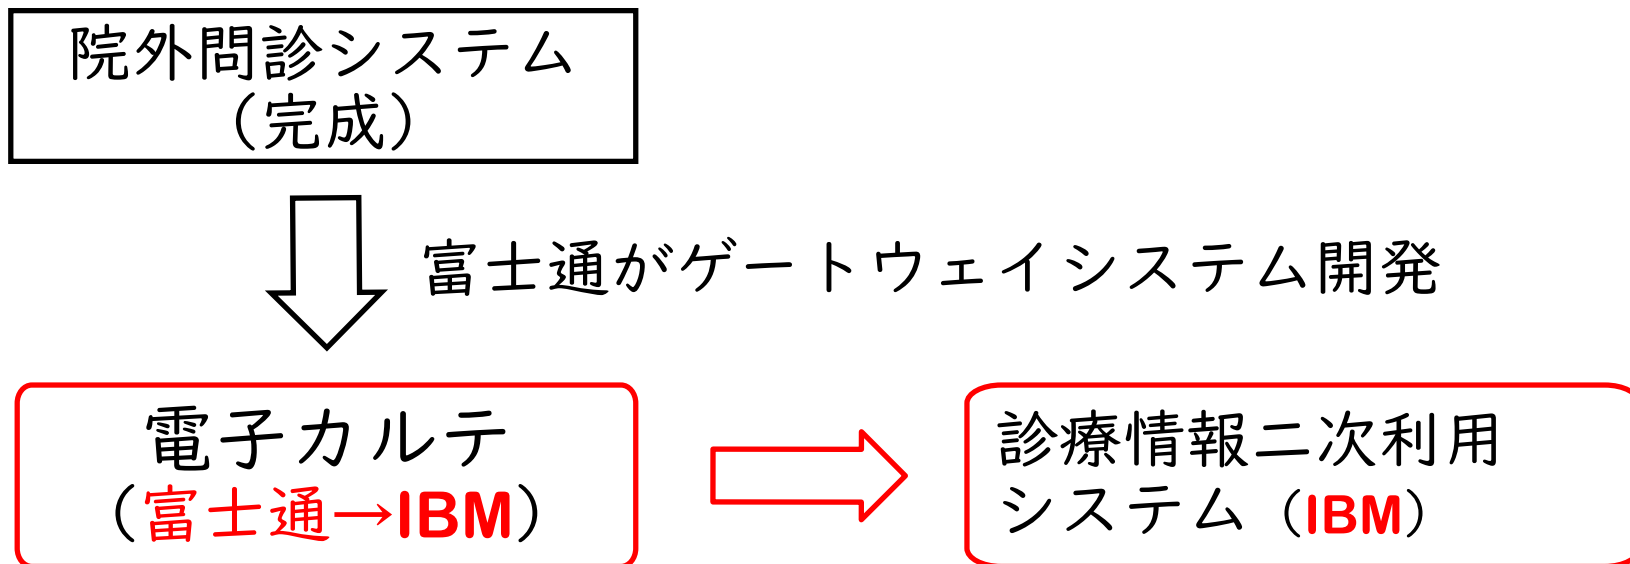 院外問診システム
（完成）
富士通がゲートウェイシステム開発
電子カルテ
（富士通→IBM）
診療情報二次利用
システム（IBM）